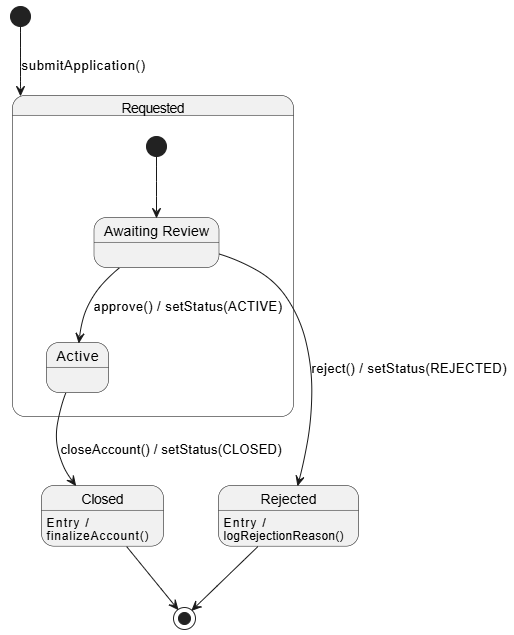 submitApplication()
Requested
Awaiting Review
approve() / setStatus(ACTIVE)
Active
reject() / setStatus(REJECTED)
closeAccount() / setStatus(CLOSED)
Closed
Entry /
finalizeAccount()
Rejected
Entry /
logRejectionReason()